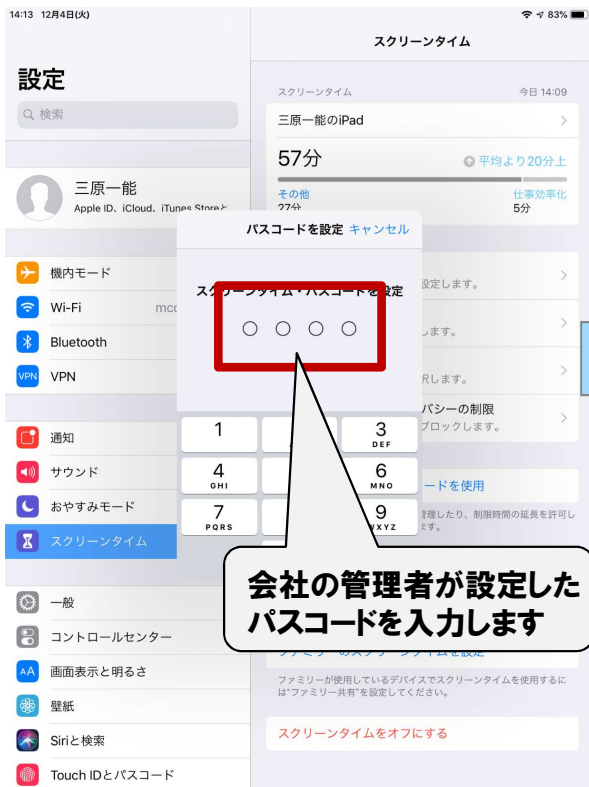 14:13 12月4日(火)
83%
設定
検索
三原一能
Apple ID、iCloud、iTunes Storeと
機内モード
Wi-Fi
Bluetooth
VPN
VPN
通知
サウンド
おやすみモード
スクリーンタイム
一般
コントロールセンター
AA
画面表示と明るさ
壁紙
Siriと検索
Touch IDとパスコード
スクリーンタイム
スクリーンタイム 今日 14:09
三原一能のiPad
57分 平均より20分上
その他 仕事効率化
27分 5分
設定します。
します。
択します。
バシーの制限
ブロックします。
ードを使用
管理したり、制限時間の延長を許可し
ます。
ファミリーのスクリーンタイムを設定
ファミリーが使用しているデバイスでスクリーンタイムを使用するに
は"ファミリー共有"を設定してください。
スクリーンタイムをオフにする
パスコードを設定 キャンセル
スクリーンタイム・パスコードを設定
1
3
DEF
4
GHI
6
MNO
7
PQRS
9
WXYZ
会社の管理者が設定した
パスコードを入力します